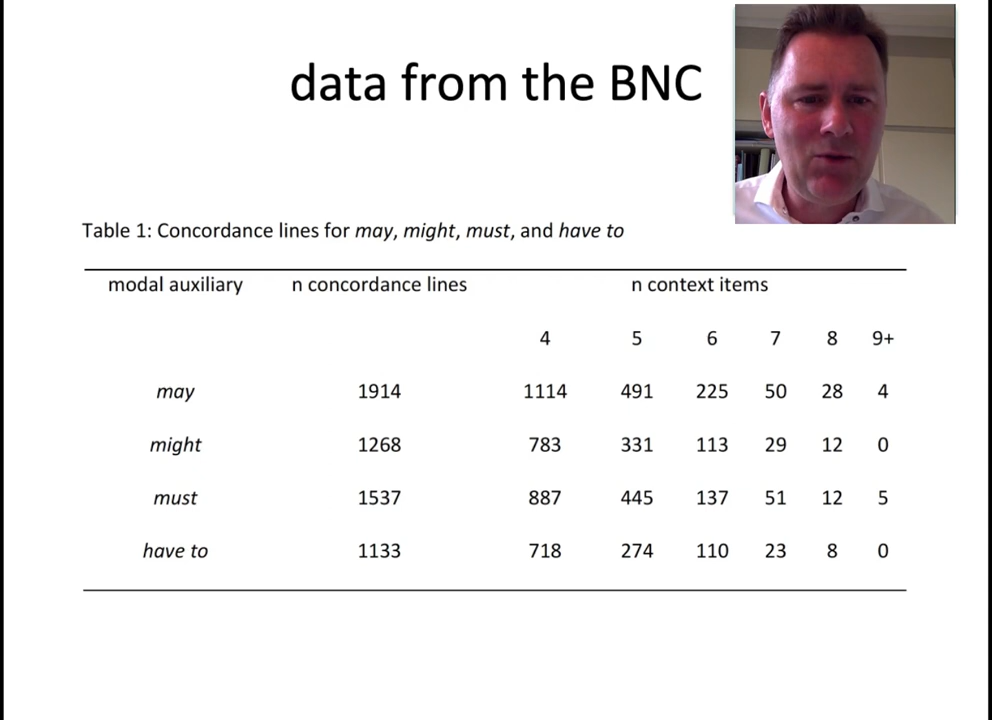 data from the BNC
Table 1: Concordance lines for may, might, must, and have to
modal auxiliary n concordance lines n context items
4 5 6 7 8 9+
may 1914 1114 491 225 50 28 4
might 1268 783 331 113 29 12 0
must 1537 887 445 137 51 12 5
have to 1133 718 274 110 23 8 0